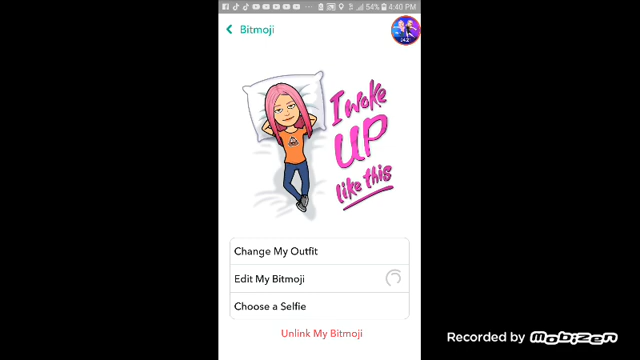 54% 4:40 PM
Bitmoji
I woke
UP
like this
Change My Outfit
Edit My Bitmoji
Choose a Selfie
Unlink My Bitmoji
Recorded by Mobizen